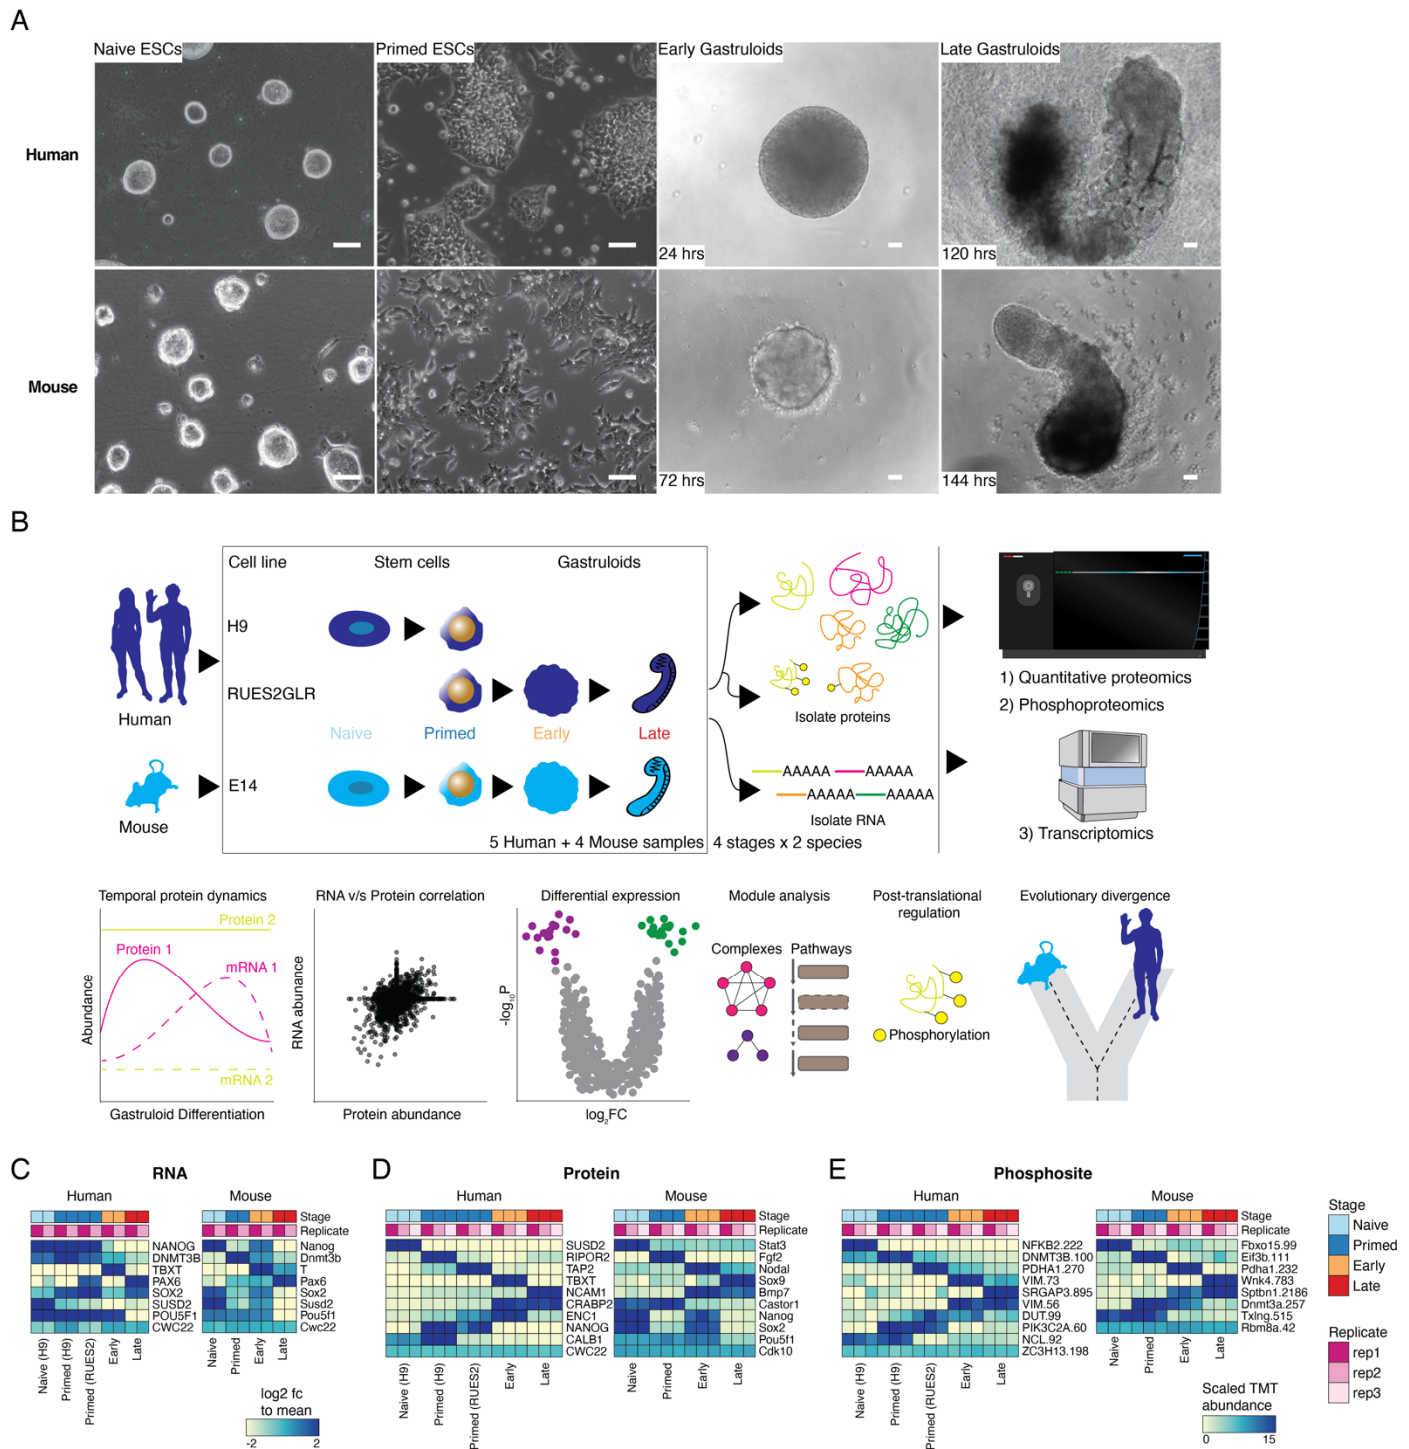 A
Naive ESCs
Primed ESCs
Early Gastruloids
Late Gastruloids
Human
24 hrs
120 hrs
Mouse
72 hrs
144 hrs
B
Cell line
Stem cells
Gastruloids
H9
RUES2GLR
Human
Naive
Primed
Early
Late
E14
Mouse
5 Human + 4 Mouse samples
4 stages x 2 species
Isolate proteins
AAAAA
AAAAA
AAAAA
AAAAA
Isolate RNA
1) Quantitative proteomics
2) Phosphoproteomics
3) Transcriptomics
Temporal protein dynamics
Protein 2
Protein 1
mRNA 1
mRNA 2
Abundance
Gastruloid Differentiation
RNA v/s Protein correlation
RNA abunance
Protein abundance
Differential expression
-log₁₀P
log₂FC
Module analysis
Complexes
Pathways
Post-translational
regulation
Phosphorylation
Evolutionary divergence
C
RNA
Human
Mouse
Stage
Replicate
NANOG
DNMT3B
TBXT
PAX6
SOX2
SUSD2
POU5F1
CWC22
Nanog
Dnmt3b
T
Pax6
Sox2
Susd2
Pou5f1
Cwc22
Naive (H9)
Primed (H9)
Primed (RUES2)
Early
Late
Naive
Primed
Early
Late
log2 fc
to mean
-2
2
D
Protein
Human
Mouse
Stage
Replicate
SUSD2
RIPOR2
TAP2
TBXT
NCAM1
CRABP2
ENC1
NANOG
CALB1
CWC22
Stat3
Fgf2
Nodal
Sox9
Bmp7
Castor1
Nanog
Sox2
Pou5f1
Cdk10
Naive (H9)
Primed (H9)
Primed (RUES2)
Early
Late
Naive
Primed
Early
Late
E
Phosphosite
Human
Mouse
Stage
Replicate
NFKB2.222
DNMT3B.100
PDHA1.270
VIM.73
SRGAP3.895
VIM.56
DUT.99
PIK3C2A.60
NCL.92
ZC3H13.198
Fbxo15.99
Eif3b.111
Pdha1.232
Wnk4.783
Sptbn1.2186
Dnmt3a.257
Txlng.515
Rbm8a.42
Naive (H9)
Primed (H9)
Primed (RUES2)
Early
Late
Naive
Primed
Early
Late
Scaled TMT
abundance
0
15
Stage
Naive
Primed
Early
Late
Replicate
rep1
rep2
rep3